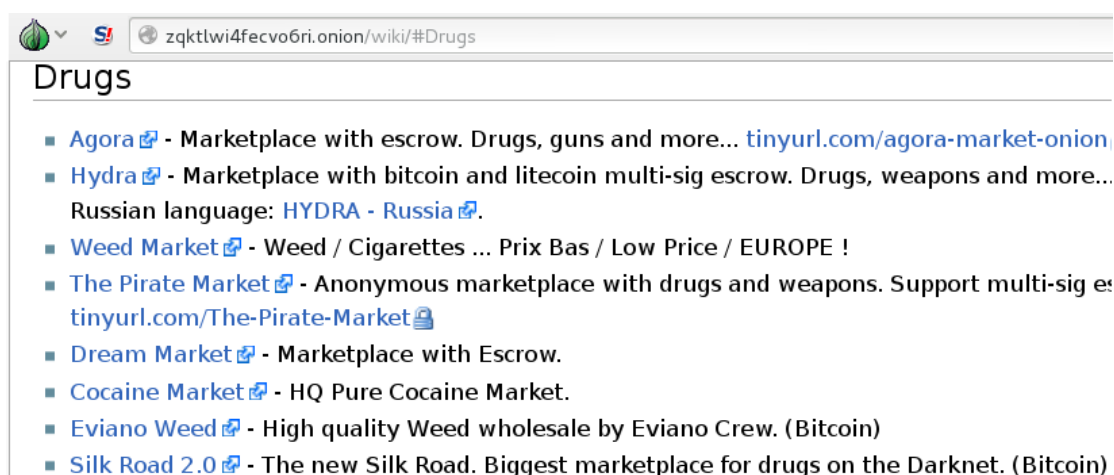 zqktlwi4fecvo6ri.onion/wiki/#Drugs
Drugs
Agora - Marketplace with escrow. Drugs, guns and more... tinyurl.com/agora-market-onion
Hydra - Marketplace with bitcoin and litecoin multi-sig escrow. Drugs, weapons and more...
Russian language: HYDRA - Russia.
Weed Market - Weed / Cigarettes ... Prix Bas / Low Price / EUROPE !
The Pirate Market - Anonymous marketplace with drugs and weapons. Support multi-sig
tinyurl.com/The-Pirate-Market
Dream Market - Marketplace with Escrow.
Cocaine Market - HQ Pure Cocaine Market.
Eviano Weed - High quality Weed wholesale by Eviano Crew. (Bitcoin)
Silk Road 2.0 - The new Silk Road. Biggest marketplace for drugs on the Darknet. (Bitcoin)